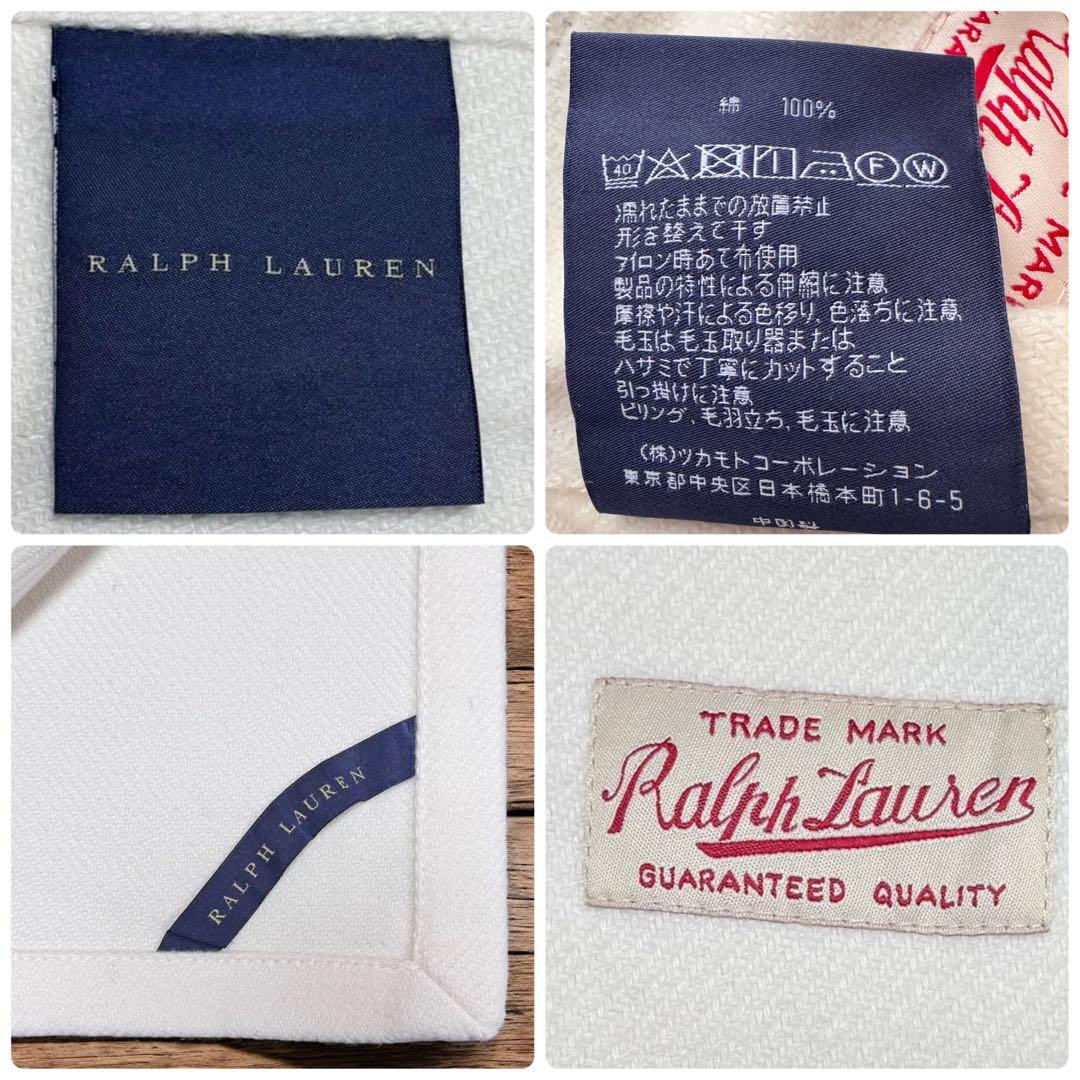 RALPH LAUREN
綿 100%
40
F W
濡れたままでの放置禁止
形を整えて干す
アイロン時あて布使用
製品の特性による伸縮に注意
摩擦や汗による色移り、色落ちに注意
毛玉は毛玉取り器または
ハサミで丁寧にカットすること
引っ掛けに注意
ピリング、毛羽立ち、毛玉に注意
(株)ツカモトコーポレーション
東京都中央区日本橋本町1-6-5
中国製
Ralph
MAR
RALPH LAUREN
TRADE MARK
Ralph Lauren
GUARANTEED QUALITY